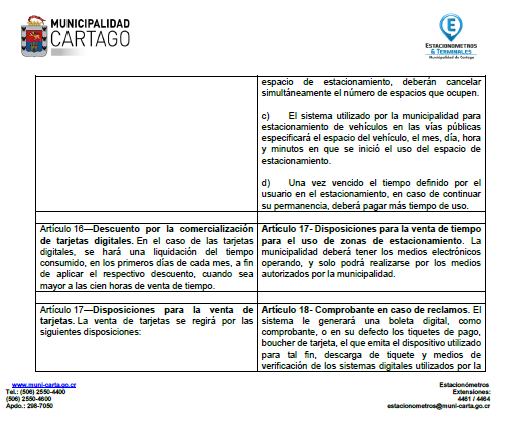 MUNICIPALIDAD
CARTAGO
ESTACIONÓMETROS
& TERMINALES
Municipalidad de Cartago
espacio de estacionamiento, deberán cancelar
simultáneamente el número de espacios que ocupen.
c) El sistema utilizado por la municipalidad para
estacionamiento de vehículos en las vías públicas
especificará el espacio del vehículo, el mes, día, hora
y minutos en que se inició el uso del espacio de
estacionamiento.
d) Una vez vencido el tiempo definido por el
usuario en el estacionamiento, en caso de continuar
su permanencia, deberá pagar más tiempo de uso.
Artículo 16—Descuento por la comercialización
de tarjetas digitales. En el caso de las tarjetas
digitales, se hará una liquidación del tiempo
consumido, en los primeros días de cada mes, a fin
de aplicar el respectivo descuento, cuando sea
mayor a las cien horas de venta de tiempo.
Artículo 17- Disposiciones para la venta de tiempo
para el uso de zonas de estacionamiento. La
municipalidad deberá tener los medios electrónicos
operando, y solo podrá realizarse por los medios
autorizados por la municipalidad.
Artículo 17—Disposiciones para la venta de
tarjetas. La venta de tarjetas se regirá por las
siguientes disposiciones:
Artículo 18- Comprobante en caso de reclamos. El
sistema le generará una boleta digital, como
comprobante, o en su defecto los tiquetes de pago,
boucher de tarjeta, el que emita el dispositivo utilizado
para tal fin, descarga de tiquete y medios de
verificación de los sistemas digitales utilizados por la
www.muni-carta.go.cr
Tel.: (506) 2550-4400
(506) 2550-4600
Apdo.: 298-7050
Estacionómetros
Extensiones:
4461 / 4464
estacionometros@muni-carta.go.cr